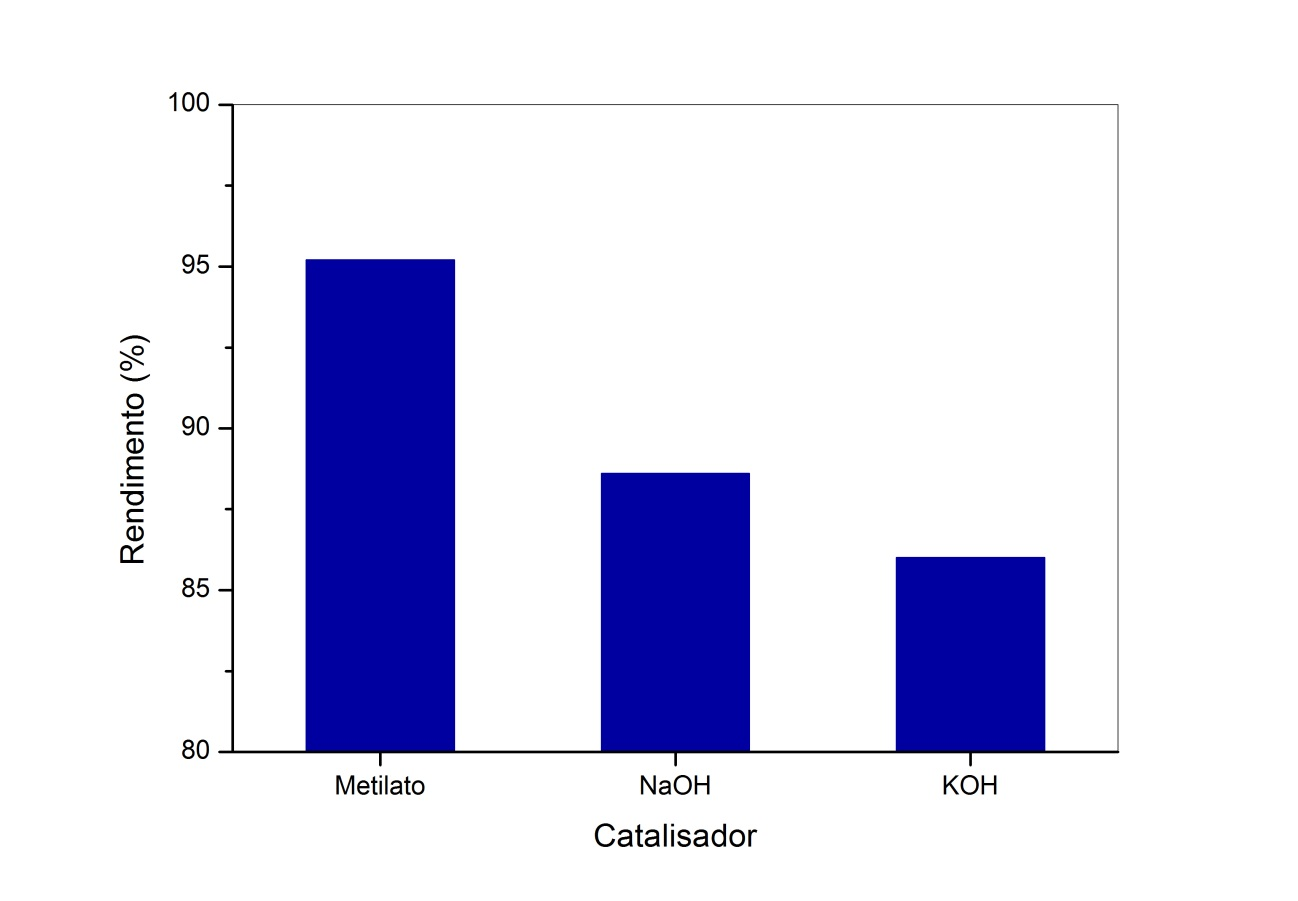 100
95
90
85
80
Rendimento (%)
Metilato NaOH KOH
Catalisador